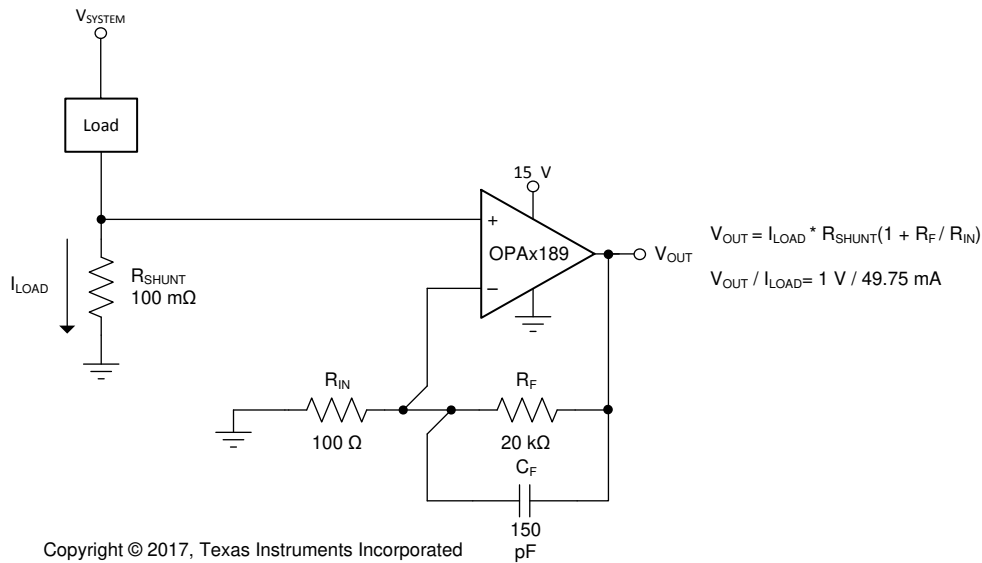 VSYSTEM
Load
15 V
+
OPAx189
−
VOUT
VOUT = ILOAD * RSHUNT(1 + RF / RIN)
VOUT / ILOAD= 1 V / 49.75 mA
ILOAD
RSHUNT
100 mΩ
RIN
100 Ω
RF
20 kΩ
CF
150
pF
Copyright © 2017, Texas Instruments Incorporated